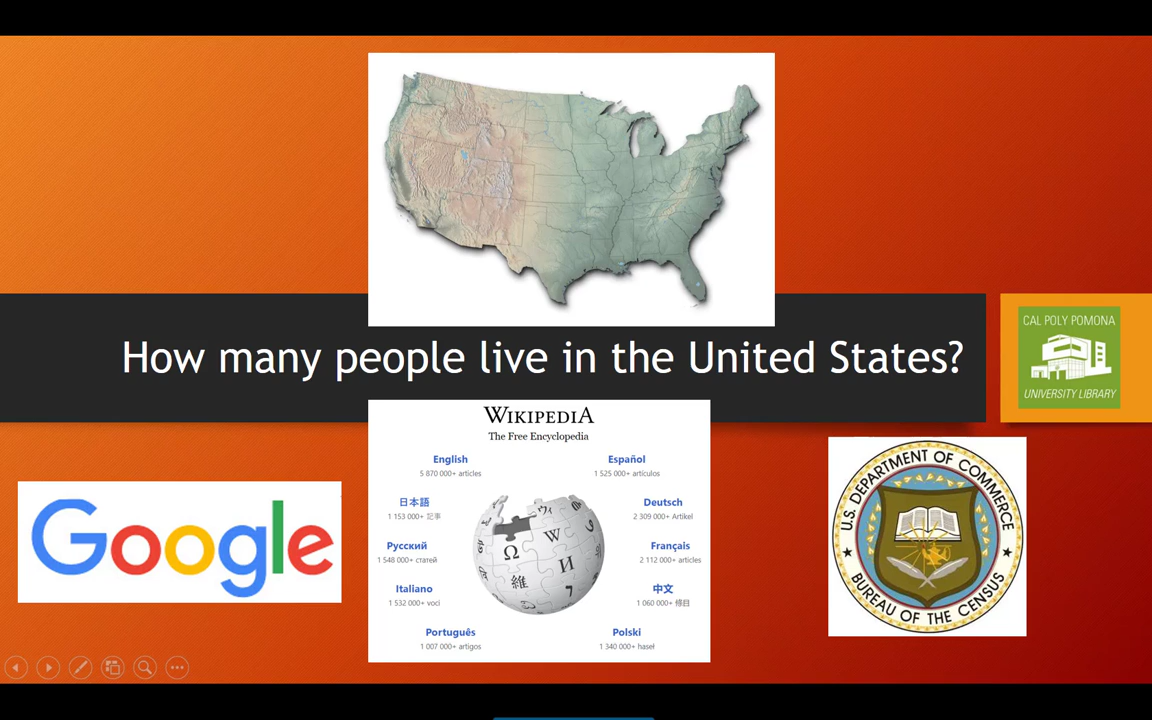 How many people live in the United States?
CAL POLY POMONA
UNIVERSITY LIBRARY
WIKIPEDIA
The Free Encyclopedia
English
5 870 000+ articles
Español
1 525 000+ artículos
日本語
1 153 000+ 記事
Deutsch
2 309 000+ Artikel
Русский
1 548 000+ статей
Français
2 112 000+ articles
Italiano
1 532 000+ voci
中文
1 060 000+ 條目
Português
1 007 000+ artigos
Polski
1 340 000+ haseł
Ω
W
И
維
Google
U.S. DEPARTMENT OF COMMERCE
BUREAU OF THE CENSUS